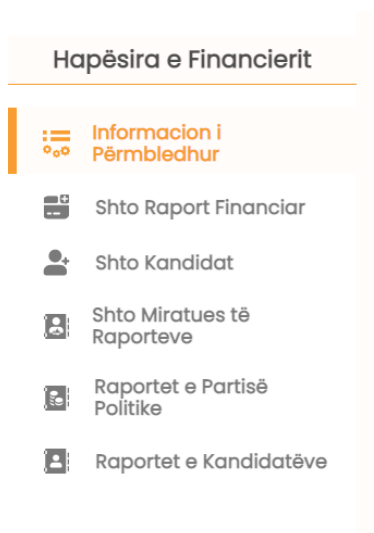 Hapësira e Financierit
Informacion i
Përmbledhur
Shto Raport Financiar
Shto Kandidat
Shto Miratues të
Raporteve
Raportet e Partisë
Politike
Raportet e Kandidatëve